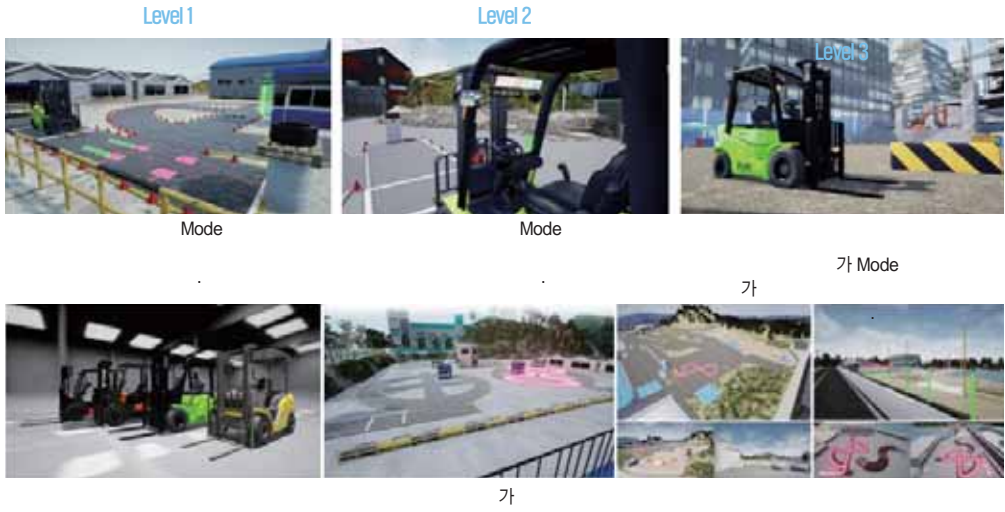 Level 1
Level 2
Level 3
Mode
Mode
가 Mode
.
.
가
.
가